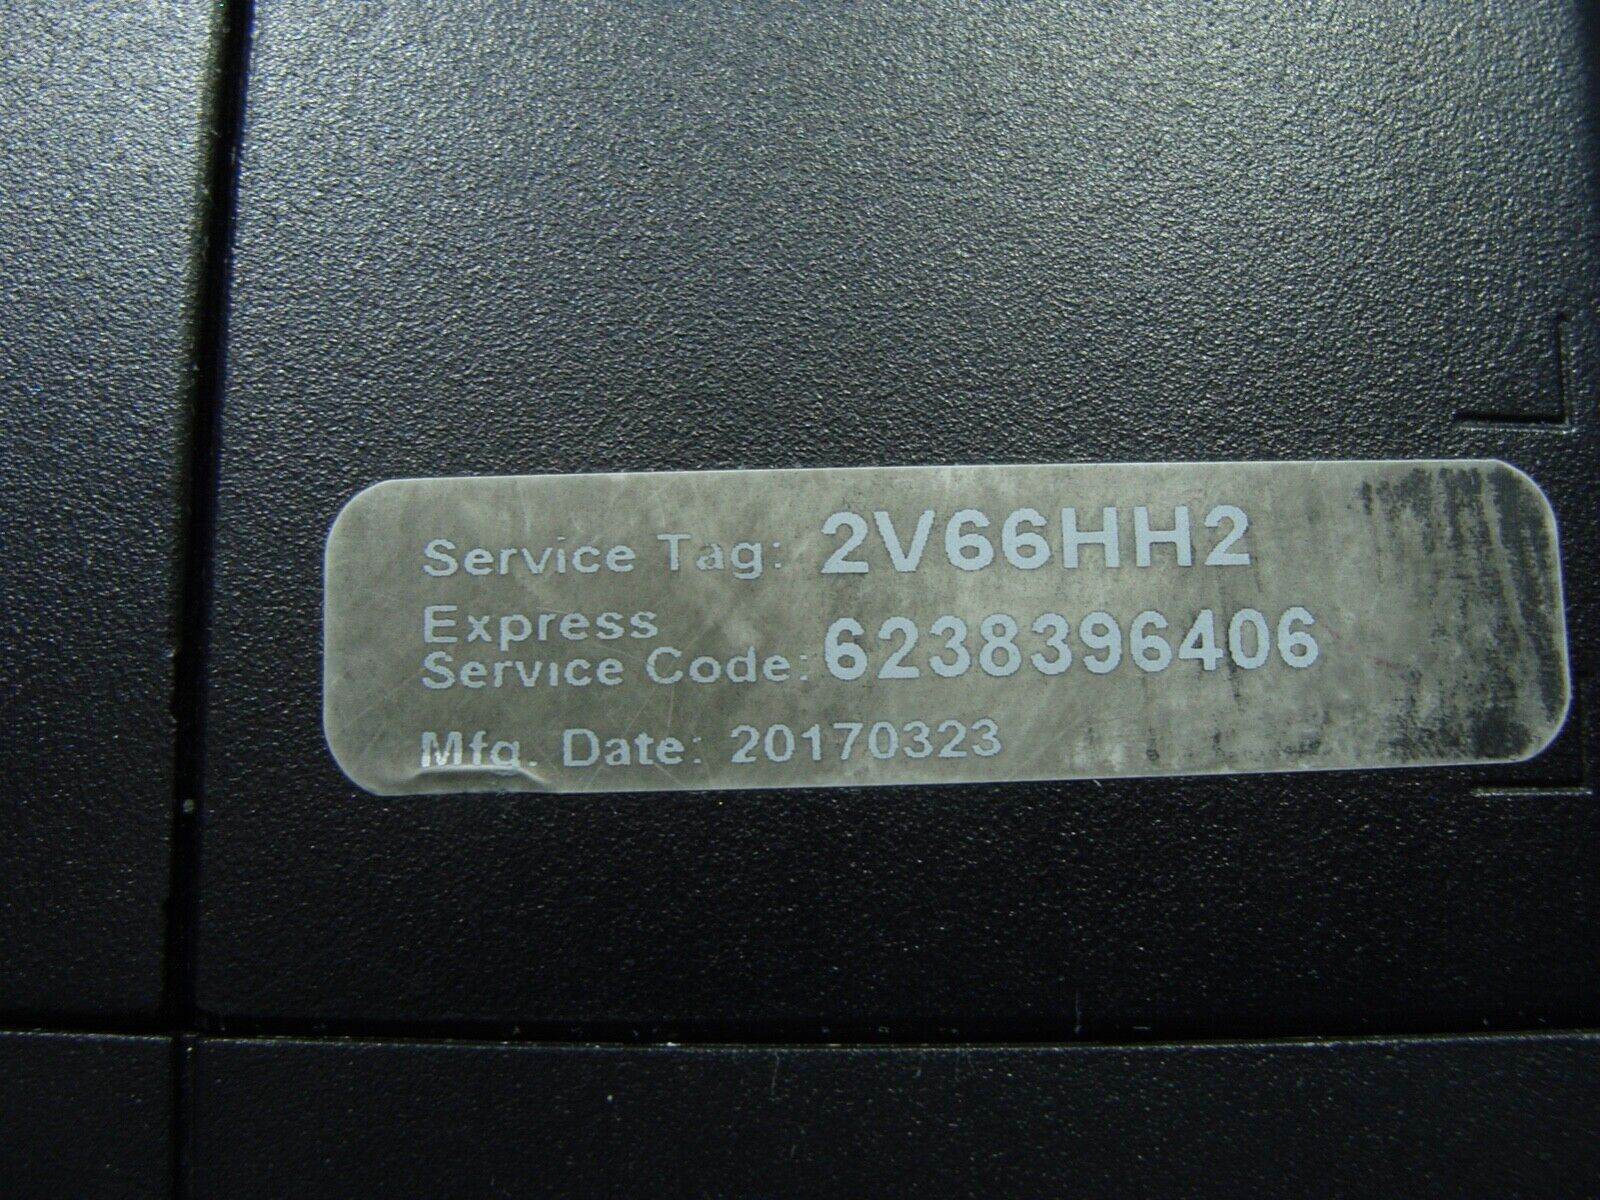 Service Tag: 2V66HH2
Express
Service Code: 6238396406
Mfg. Date: 20170323